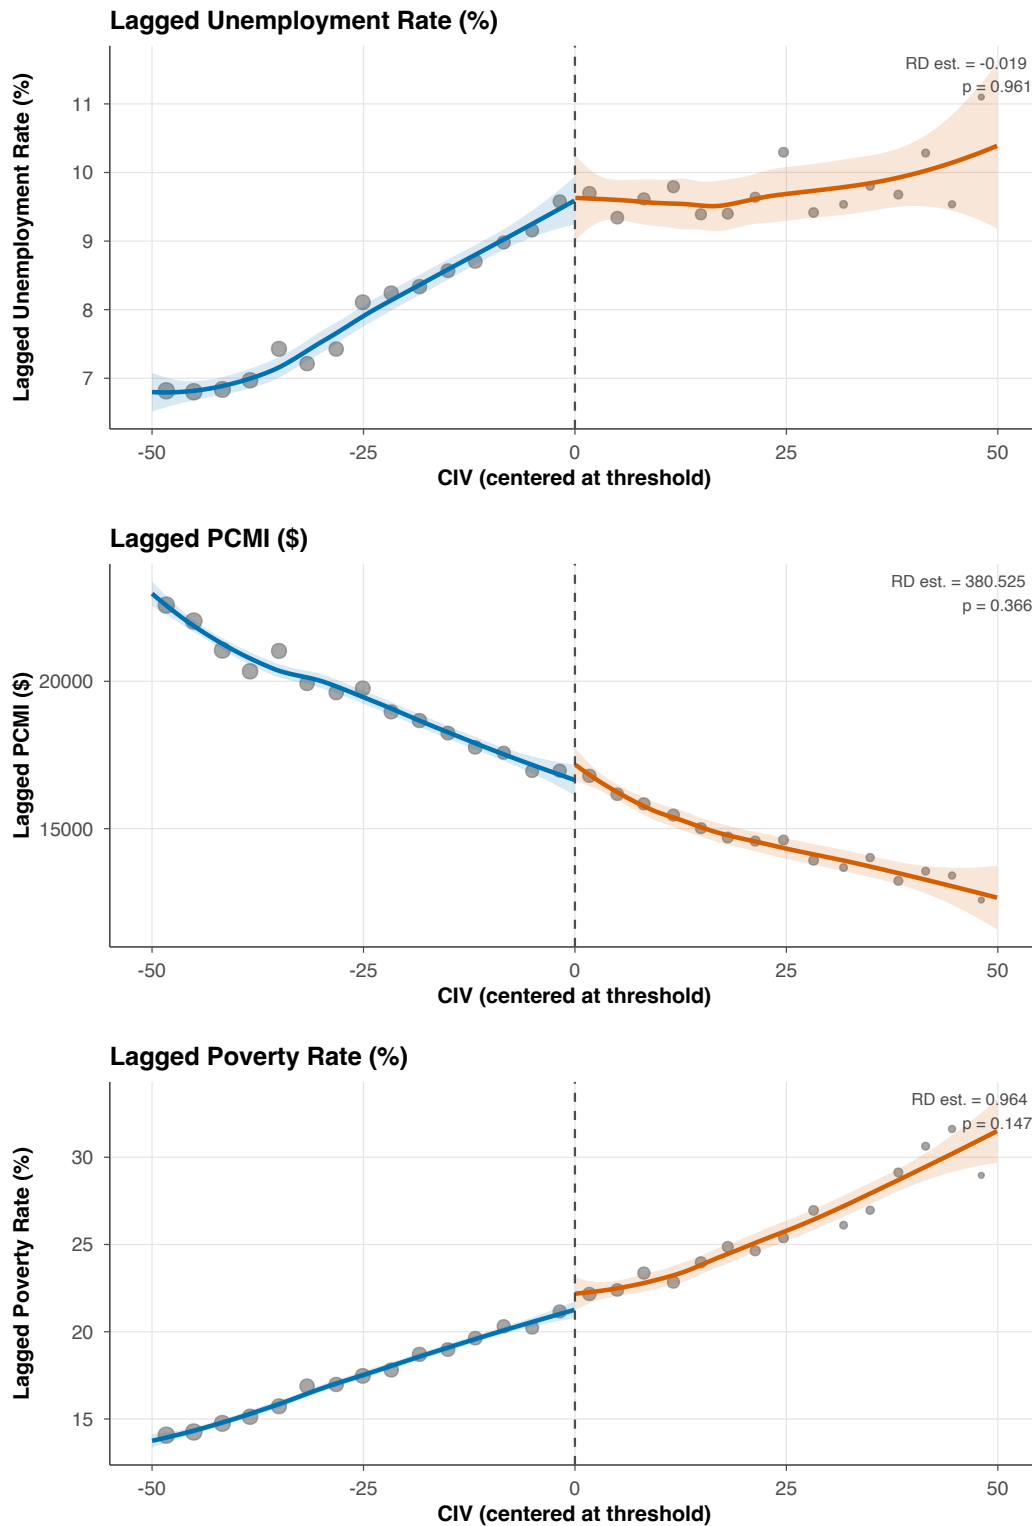 Lagged Unemployment Rate (%)
RD est. = -0.019
p = 0.961
Lagged Unemployment Rate (%)
11
10
9
8
7
-50
-25
0
25
50
CIV (centered at threshold)
Lagged PCMI ($)
RD est. = 380.525
p = 0.366
Lagged PCMI ($)
20000
15000
-50
-25
0
25
50
CIV (centered at threshold)
Lagged Poverty Rate (%)
RD est. = 0.964
p = 0.147
Lagged Poverty Rate (%)
30
25
20
15
-50
-25
0
25
50
CIV (centered at threshold)